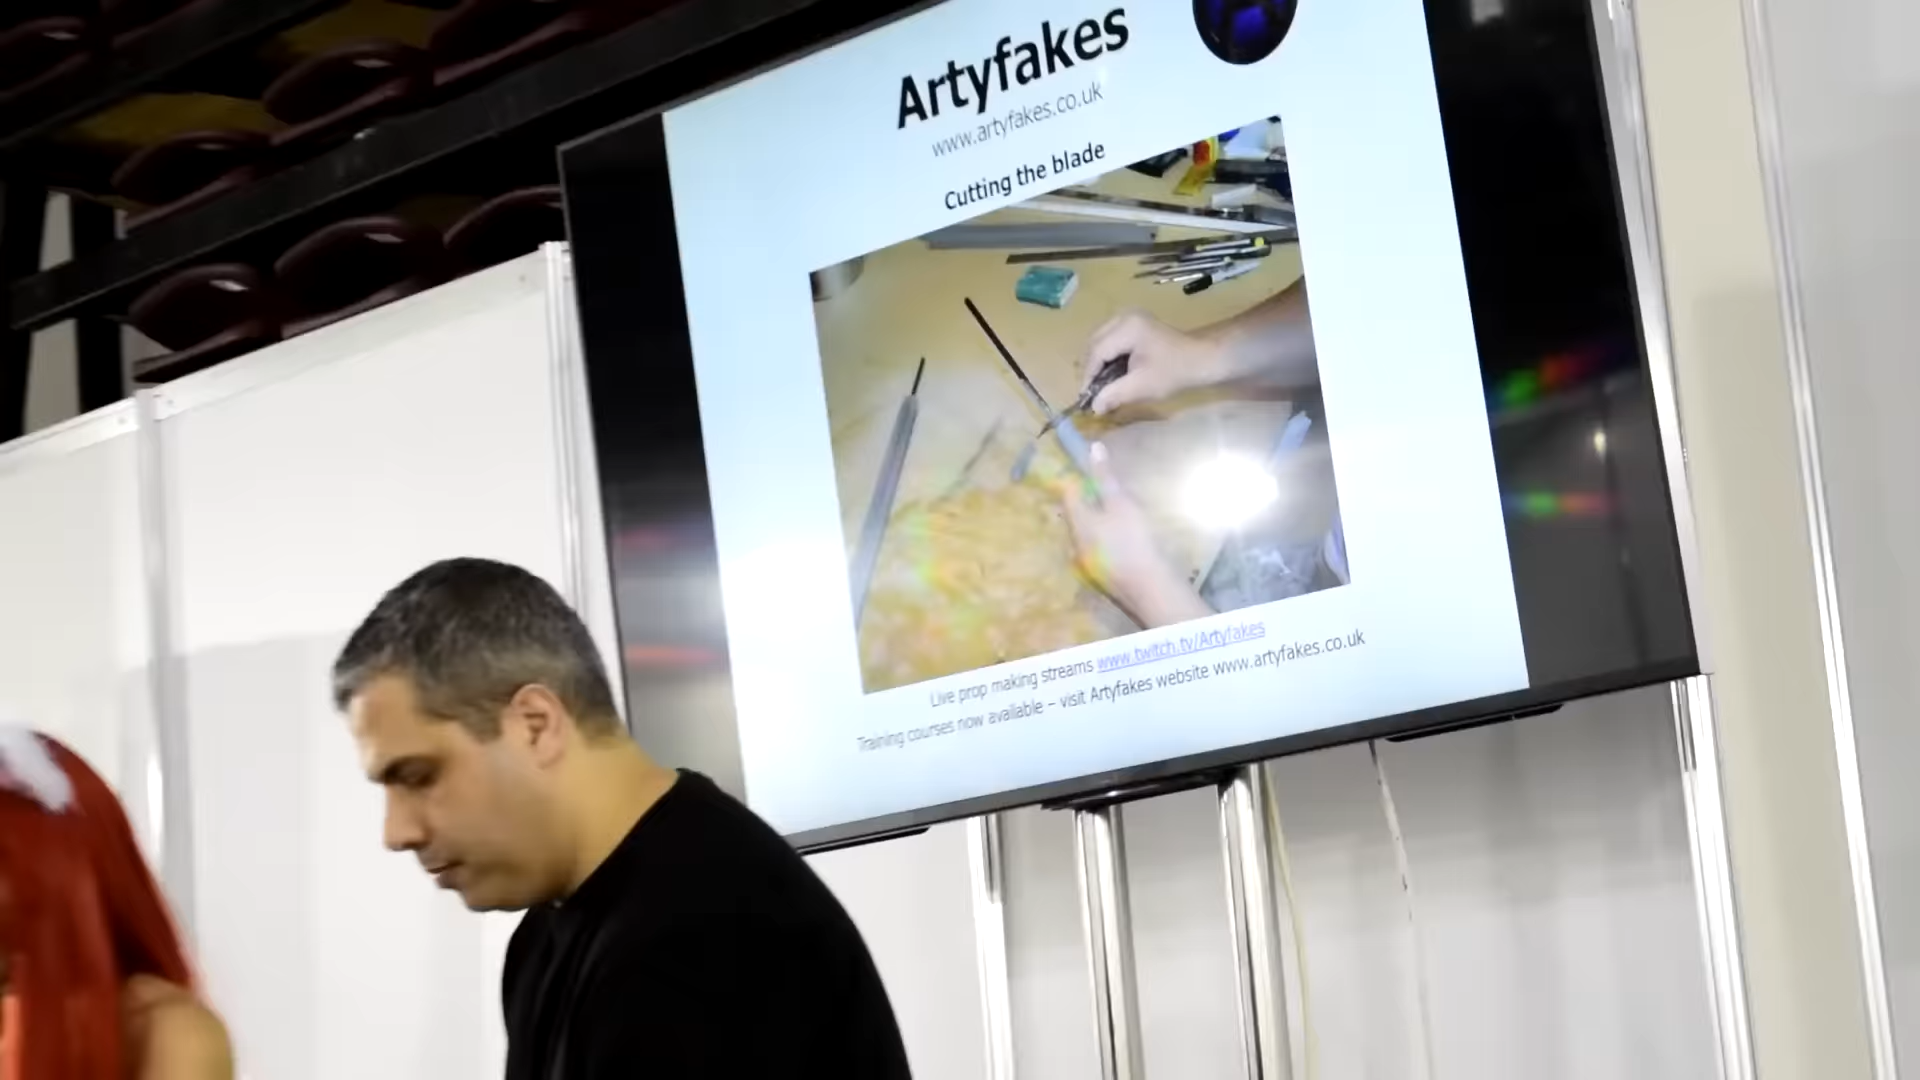 Artyfakes
www.artyfakes.co.uk
Cutting the blade
Live prop making streams www.twitch.tv/Artyfakes
Training courses now available – visit Artyfakes website www.artyfakes.co.uk